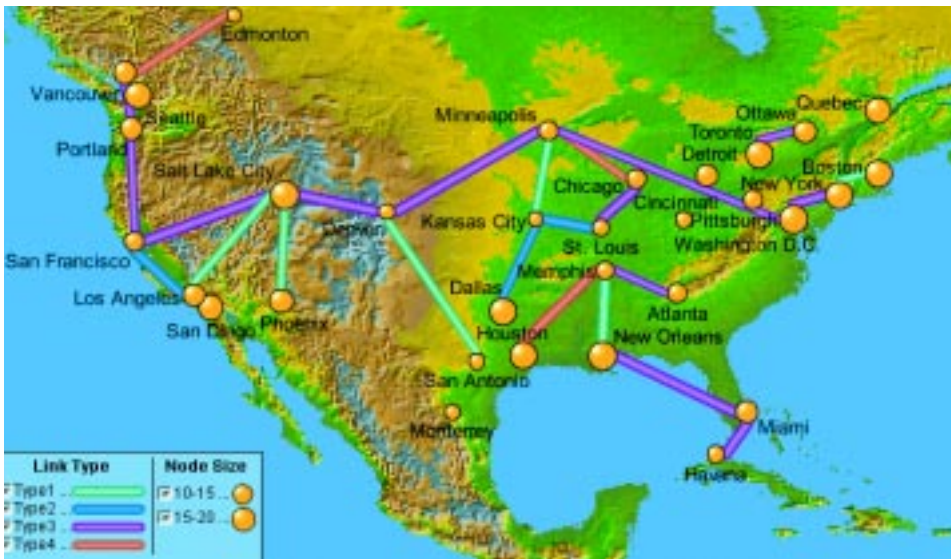 Edmonton
Vancouver
Seattle
Portland
Minneapolis
Ottawa
Quebec
Toronto
Detroit
Boston
Salt Lake City
Chicago
New York
Cincinnati
Kansas City
Pittsburgh
Denver
Washington D.C.
San Francisco
St. Louis
Memphis
Los Angeles
Dallas
San Diego
Phoenix
Houston
Atlanta
New Orleans
San Antonio
Monterrey
Miami
Havana
Link Type
Node Size
Type1 ...
10-15 ...
Type2 ...
15-20 ...
Type3 ...
Type4 ...